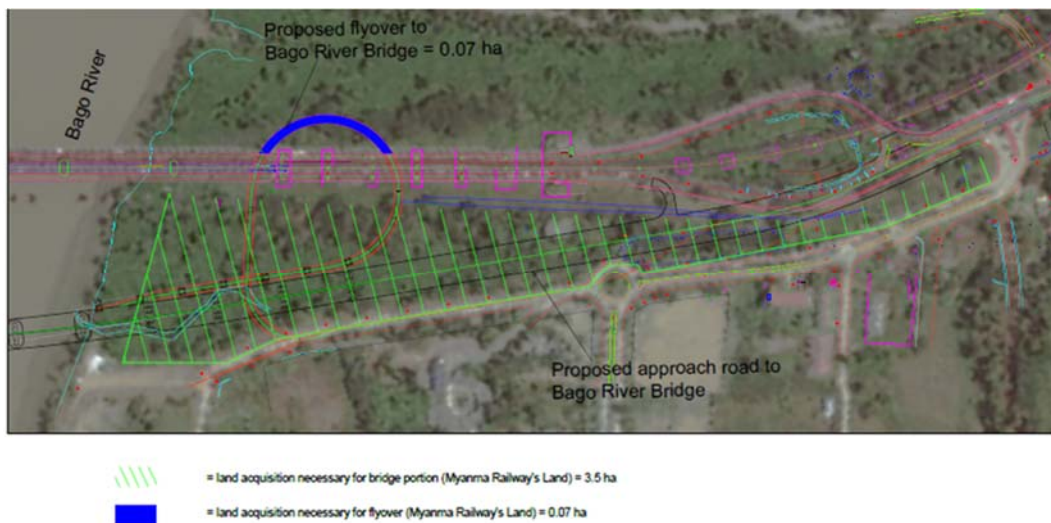 Proposed flyover to
Bago River Bridge = 0.07 ha
Bago River
Proposed approach road to
Bago River Bridge
= land acquisition necessary for bridge portion (Myanma Railway's Land) = 3.5 ha
= land acquisition necessary for flyover (Myanma Railway's Land) = 0.07 ha